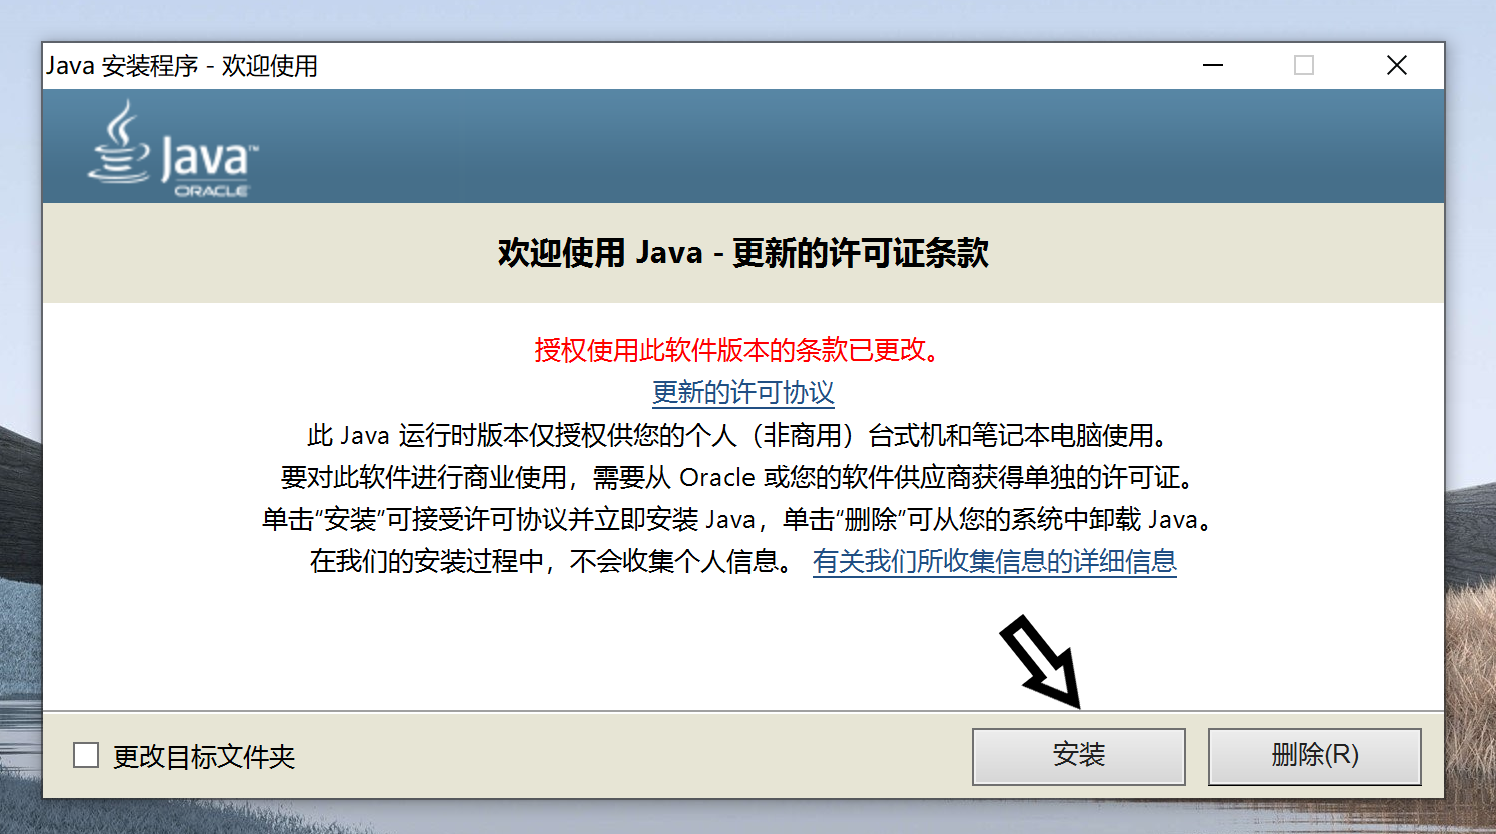 Java 安装程序 - 欢迎使用
Java™
ORACLE
欢迎使用 Java - 更新的许可证条款
授权使用此软件版本的条款已更改。
更新的许可协议
此 Java 运行时版本仅授权供您的个人（非商用）台式机和笔记本电脑使用。
要对此软件进行商业使用，需要从 Oracle 或您的软件供应商获得单独的许可证。
单击“安装”可接受许可协议并立即安装 Java，单击“删除”可从您的系统中卸载 Java。
在我们的安装过程中，不会收集个人信息。 有关我们所收集信息的详细信息
更改目标文件夹
安装
删除(R)